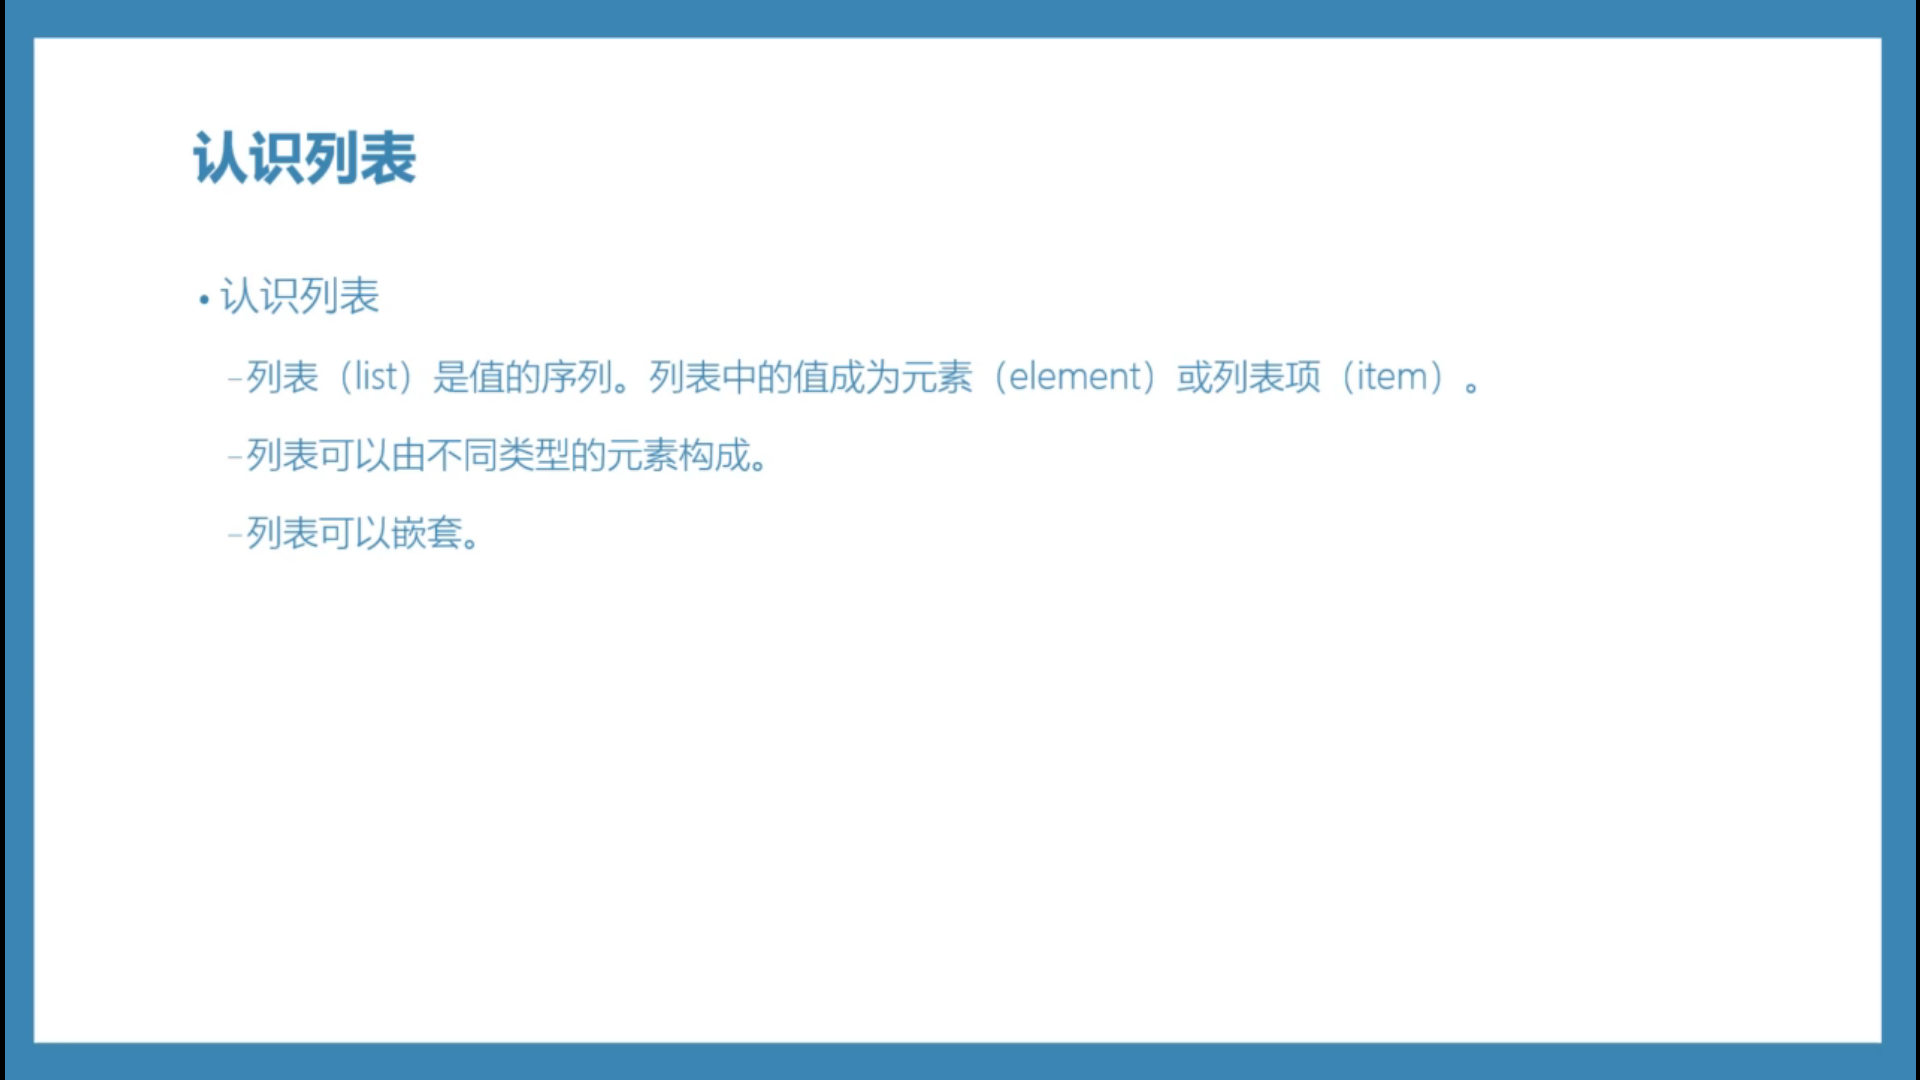 认识列表
• 认识列表
–列表（list）是值的序列。列表中的值成为元素（element）或列表项（item）。
–列表可以由不同类型的元素构成。
–列表可以嵌套。